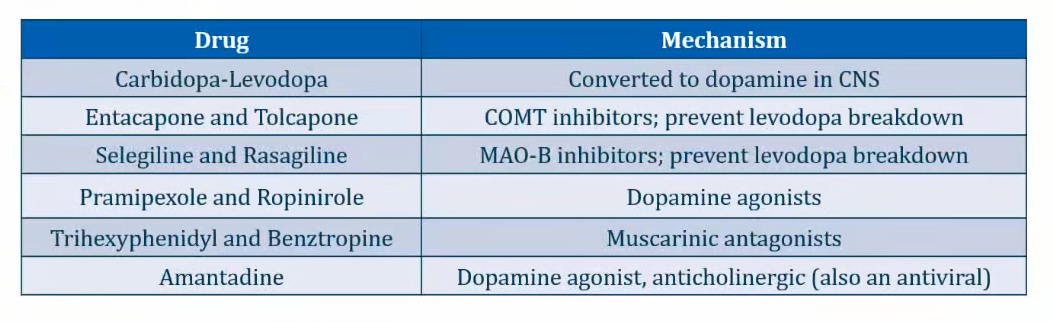 Drug Mechanism
Carbidopa-Levodopa Converted to dopamine in CNS
Entacapone and Tolcapone COMT inhibitors; prevent levodopa breakdown
Selegiline and Rasagiline MAO-B inhibitors; prevent levodopa breakdown
Pramipexole and Ropinirole Dopamine agonists
Trihexyphenidyl and Benztropine Muscarinic antagonists
Amantadine Dopamine agonist, anticholinergic (also an antiviral)